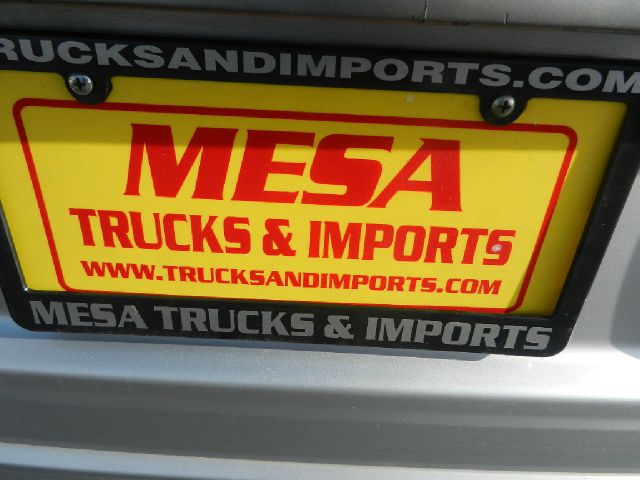 RUCKSANDIMPORTS.COM
MESA
TRUCKS & IMPORTS
WWW.TRUCKSANDIMPORTS.COM
MESA TRUCKS & IMPORTS